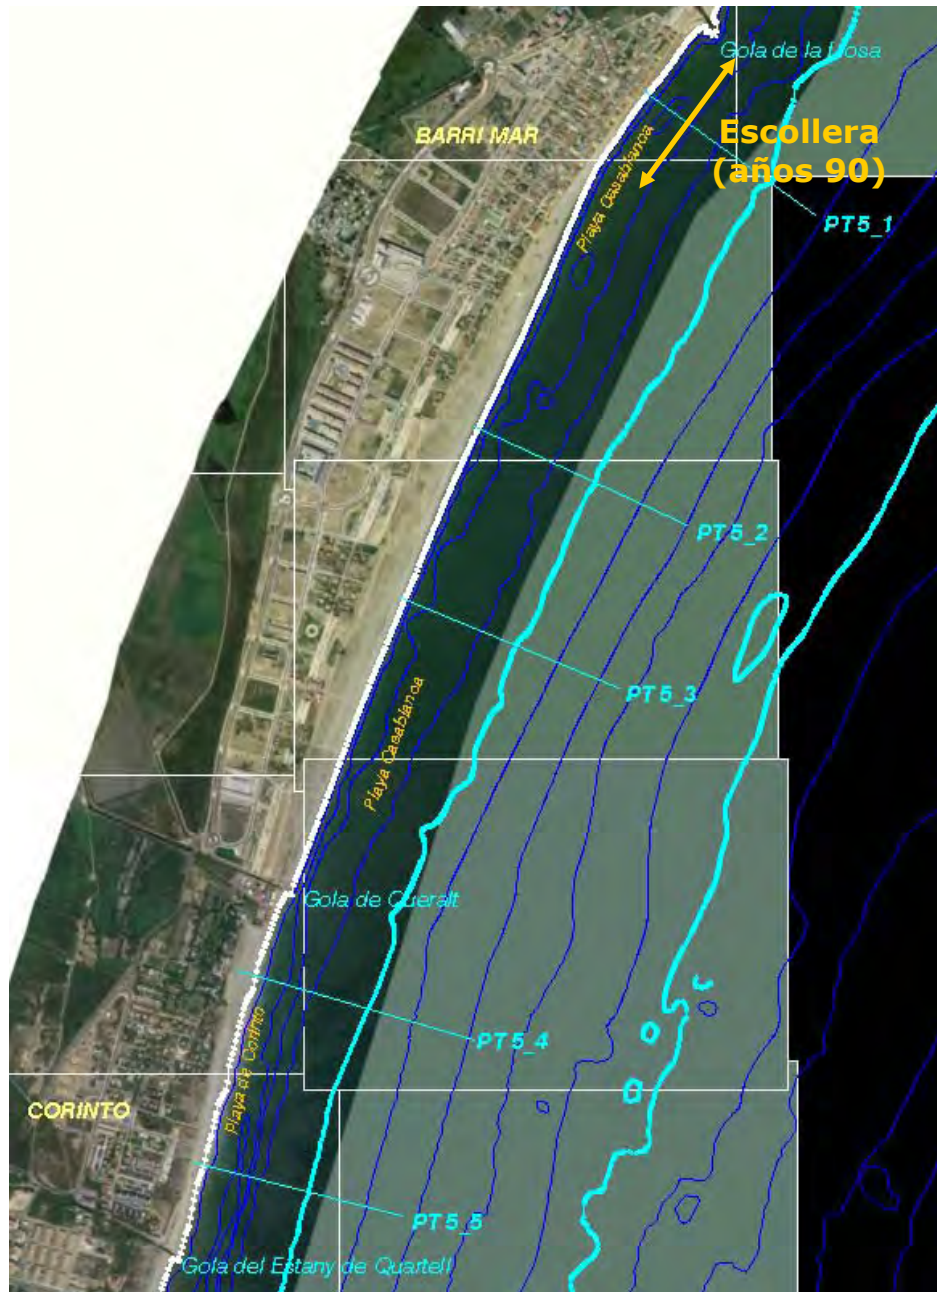 Gola de la Llosa
BARRI MAR
Escollera
(años 90)
Playa Casablanca
PT5_1
PT5_2
PT5_3
Playa Casablanca
Gola de Queralt
PT5_4
Playa de Corinto
CORINTO
PT5_5
Gola del Estany de Quartell